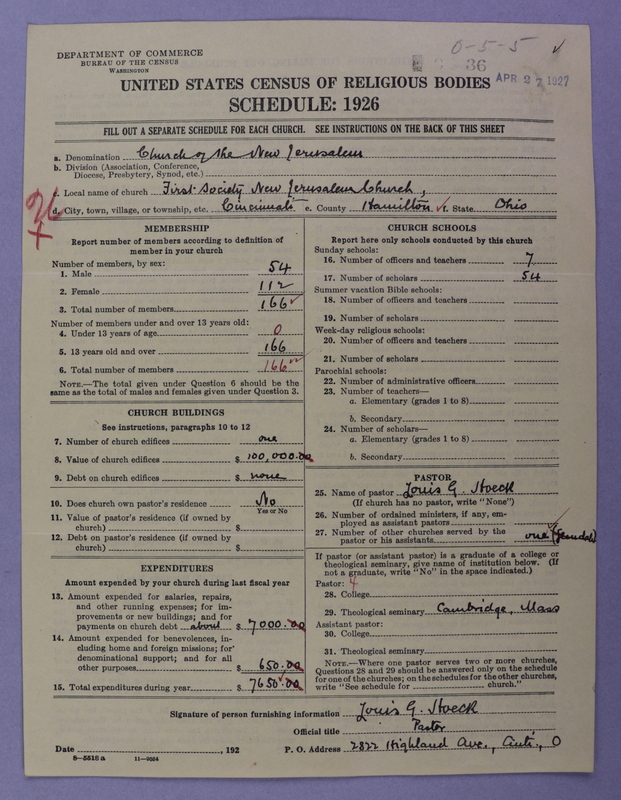 0-5-5 ✓
DEPARTMENT OF COMMERCE
BUREAU OF THE CENSUS
WASHINGTON
36
APR 27 1927
UNITED STATES CENSUS OF RELIGIOUS BODIES
SCHEDULE: 1926
FILL OUT A SEPARATE SCHEDULE FOR EACH CHURCH. SEE INSTRUCTIONS ON THE BACK OF THIS SHEET
a. Denomination Church of the New Jerusalem
b. Division (Association, Conference,
Diocese, Presbytery, Synod, etc.)
c. Local name of church First Society New Jerusalem Church,
d. City, town, village, or township, etc. Cincinnati e. County Hamilton ✓ f. State Ohio
MEMBERSHIP
Report number of members according to definition of
member in your church
Number of members, by sex:
1. Male 54
2. Female 112
3. Total number of members 166 ✓
Number of members under and over 13 years old:
4. Under 13 years of age 0
5. 13 years old and over 166
6. Total number of members 166
NOTE.—The total given under Question 6 should be the
same as the total of males and females given under Question 3.
CHURCH BUILDINGS
See instructions, paragraphs 10 to 12
7. Number of church edifices one
8. Value of church edifices $ 100,000.00
9. Debt on church edifices $ none
10. Does church own pastor's residence No
Yes or No
11. Value of pastor's residence (if owned by
church) $
12. Debt on pastor's residence (if owned by
church) $
EXPENDITURES
Amount expended by your church during last fiscal year
13. Amount expended for salaries, repairs,
and other running expenses; for im-
provements or new buildings; and for
payments on church debt about $ 7000.00
14. Amount expended for benevolences, in-
cluding home and foreign missions; for
denominational support; and for all
other purposes $ 650.00
15. Total expenditures during year $ 7650.00
CHURCH SCHOOLS
Report here only schools conducted by this church
Sunday schools:
16. Number of officers and teachers 7
17. Number of scholars 54
Summer vacation Bible schools:
18. Number of officers and teachers
19. Number of scholars
Week-day religious schools:
20. Number of officers and teachers
21. Number of scholars
Parochial schools:
22. Number of administrative officers
23. Number of teachers—
a. Elementary (grades 1 to 8)
b. Secondary
24. Number of scholars—
a. Elementary (grades 1 to 8)
b. Secondary
PASTOR
25. Name of pastor Louis G. Hoeck
(If church has no pastor, write "None")
26. Number of ordained ministers, if any, em-
ployed as assistant pastors
27. Number of other churches served by the
pastor or his assistants one (Glendale)
If pastor (or assistant pastor) is a graduate of a college or
theological seminary, give name of institution below. (If
not a graduate, write "No" in the space indicated.)
Pastor: 4
28. College
29. Theological seminary Cambridge, Mass
Assistant pastor:
30. College
31. Theological seminary
NOTE.—Where one pastor serves two or more churches,
Questions 28 and 29 should be answered only on the schedule
for one of the churches; on the schedules for the other churches,
write "See schedule for church."
Signature of person furnishing information Louis G. Hoeck
Official title Pastor
Date , 192 P. O. Address 2822 Highland Ave., Cinti., O
8—5518 a 11—9034